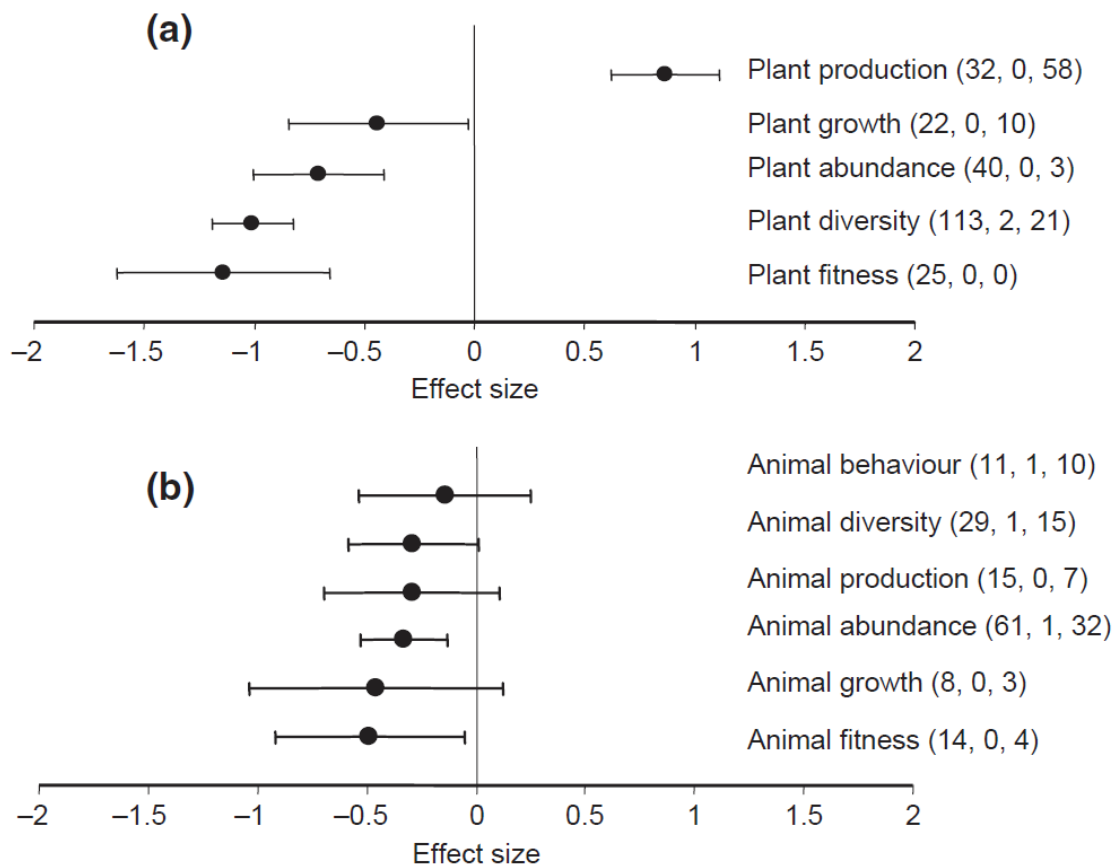 (a)
Plant production (32, 0, 58)
Plant growth (22, 0, 10)
Plant abundance (40, 0, 3)
Plant diversity (113, 2, 21)
Plant fitness (25, 0, 0)
–2 –1.5 –1 –0.5 0 0.5 1 1.5 2
Effect size
(b)
Animal behaviour (11, 1, 10)
Animal diversity (29, 1, 15)
Animal production (15, 0, 7)
Animal abundance (61, 1, 32)
Animal growth (8, 0, 3)
Animal fitness (14, 0, 4)
–2 –1.5 –1 –0.5 0 0.5 1 1.5 2
Effect size